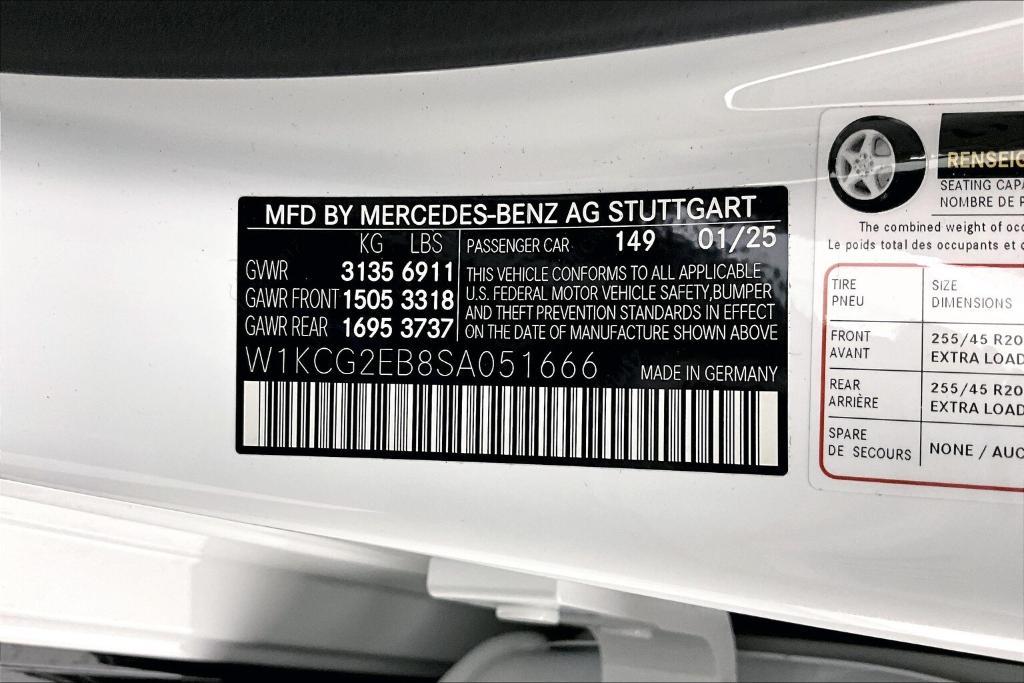 MFD BY MERCEDES-BENZ AG STUTTGART
KG LBS
GVWR 3135 6911
GAWR FRONT 1505 3318
GAWR REAR 1695 3737
PASSENGER CAR 149 01/25
THIS VEHICLE CONFORMS TO ALL APPLICABLE
U.S. FEDERAL MOTOR VEHICLE SAFETY,BUMPER
AND THEFT PREVENTION STANDARDS IN EFFECT
ON THE DATE OF MANUFACTURE SHOWN ABOVE
W1KCG2EB8SA051666
MADE IN GERMANY
SEATING
NOMBRE DE
The combined weight of
Le poids total des occupants et
TIRE SIZE
PNEU DIMENSIONS
FRONT 255/45 R20
AVANT EXTRA LOAD
REAR 255/45 R20
ARRIÈRE EXTRA LOAD
SPARE
DE SECOURS NONE /